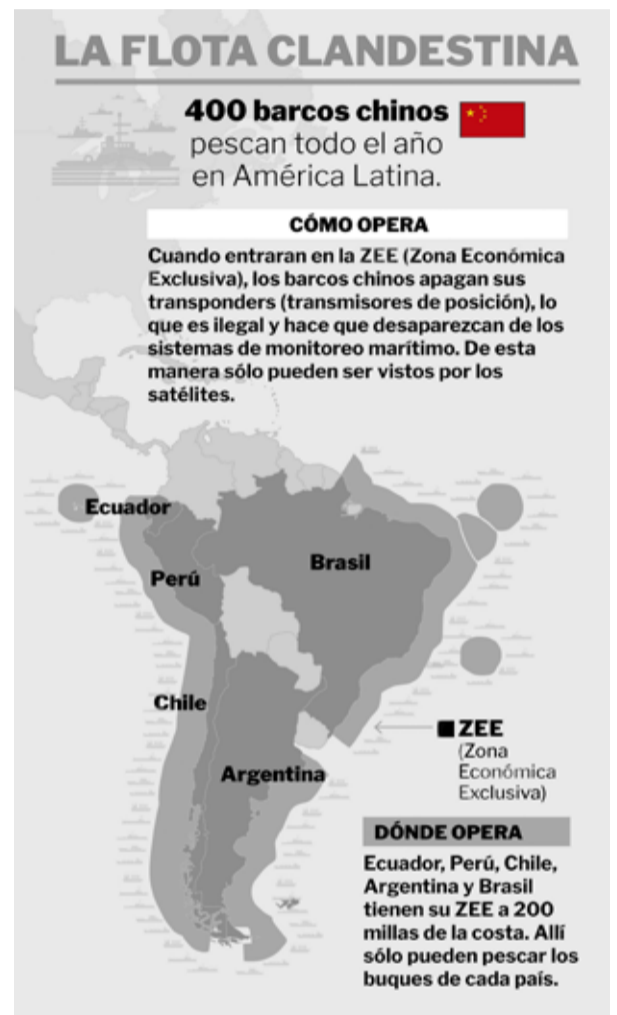 LA FLOTA CLANDESTINA
400 barcos chinos
pescan todo el año
en América Latina.
CÓMO OPERA
Cuando entraran en la ZEE (Zona Económica
Exclusiva), los barcos chinos apagan sus
transponders (transmisores de posición), lo
que es ilegal y hace que desaparezcan de los
sistemas de monitoreo marítimo. De esta
manera sólo pueden ser vistos por los
satélites.
Ecuador
Perú
Brasil
Chile
Argentina
ZEE
(Zona
Económica
Exclusiva)
DÓNDE OPERA
Ecuador, Perú, Chile,
Argentina y Brasil
tienen su ZEE a 200
millas de la costa. Allí
sólo pueden pescar los
buques de cada país.